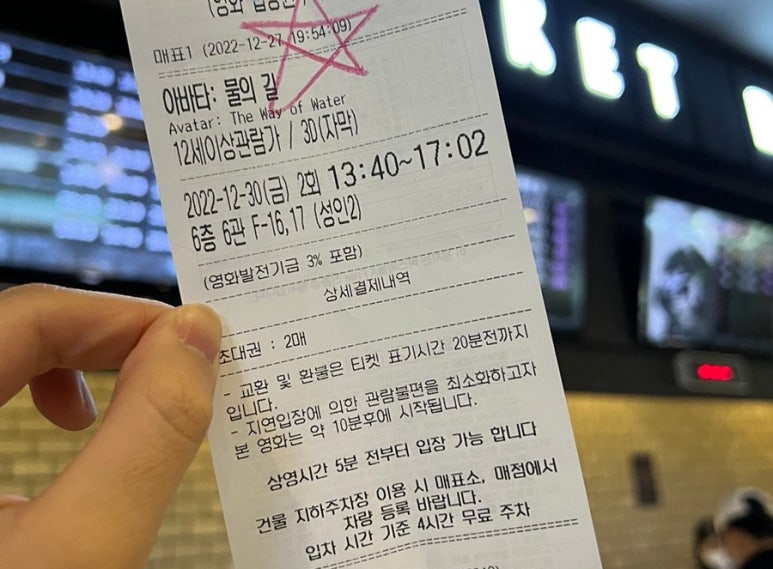 매표1 (2022-12-27 19:54:09)
아바타: 물의 길
Avatar: The Way of Water
12세이상관람가 / 3D(자막)
2022-12-30(금) 2회 13:40~17:02
6층 6관 F-16,17 (성인2)
(영화발전기금 3% 포함)
상세결제내역
초대권 : 2매
- 교환 및 환불은 티켓 표기시간 20분전까지
입니다.
- 지연입장에 의한 관람불편을 최소화하고자
본 영화는 약 10분후에 시작됩니다.
상영시간 5분 전부터 입장 가능 합니다
건물 지하주차장 이용 시 매표소, 매점에서
차량 등록 바랍니다.
입차 시간 기준 4시간 무료 주차
RKET